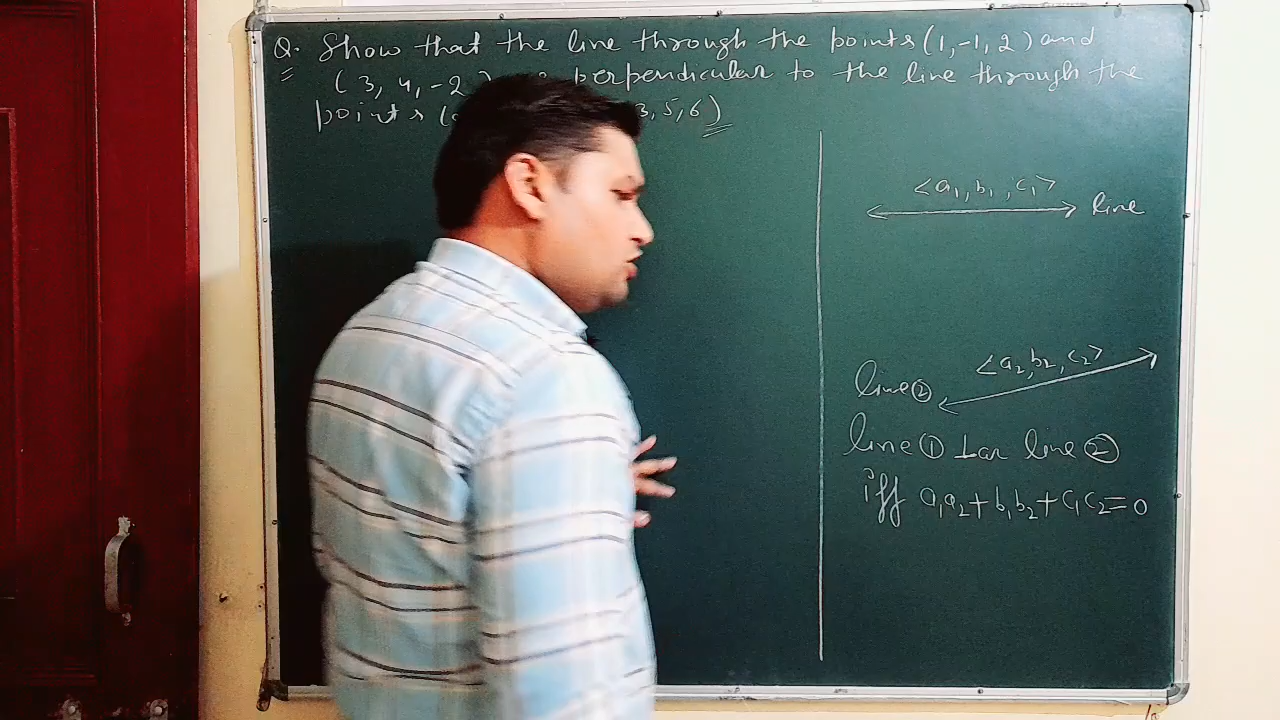 Q. Show that the line through the points (1, -1, 2) and
(3, 4, -2) perpendicular to the line through the
points ( 3, 5, 6)
<a₁, b₁, c₁>
line
<a₂, b₂, c₂>
line ②
line ① ⊥ar line ②
iff a₁a₂ + b₁b₂ + c₁c₂ = 0